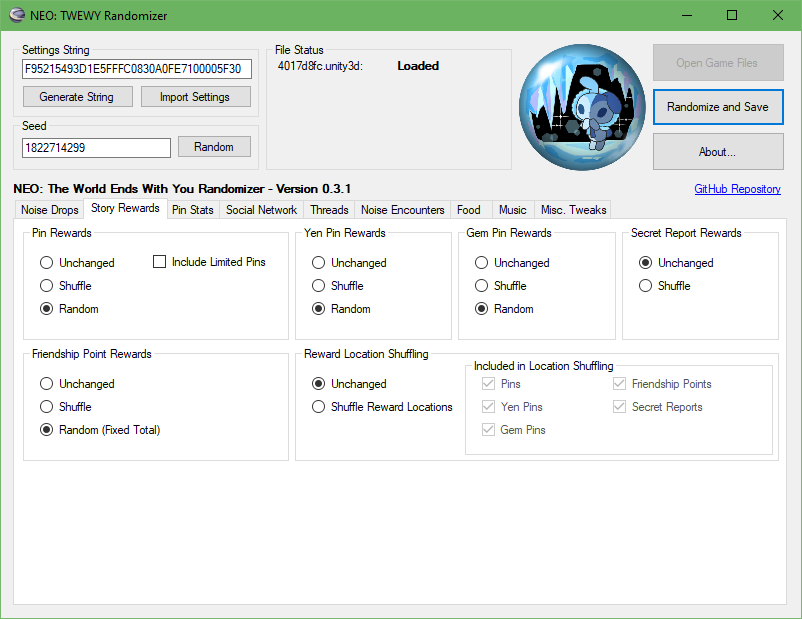 NEO: TWEWY Randomizer
Settings String
F95215493D1E5FFFC0830A0FE7100005F30
Generate String
Import Settings
File Status
4017d8fc.unity3d:
Loaded
Open Game Files
Randomize and Save
About...
Seed
1822714299
Random
NEO: The World Ends With You Randomizer - Version 0.3.1
GitHub Repository
Noise Drops
Story Rewards
Pin Stats
Social Network
Threads
Noise Encounters
Food
Music
Misc. Tweaks
Pin Rewards
Unchanged
Include Limited Pins
Shuffle
Random
Yen Pin Rewards
Unchanged
Shuffle
Random
Gem Pin Rewards
Unchanged
Shuffle
Random
Secret Report Rewards
Unchanged
Shuffle
Friendship Point Rewards
Unchanged
Shuffle
Random (Fixed Total)
Reward Location Shuffling
Unchanged
Shuffle Reward Locations
Included in Location Shuffling
Pins
Friendship Points
Yen Pins
Secret Reports
Gem Pins